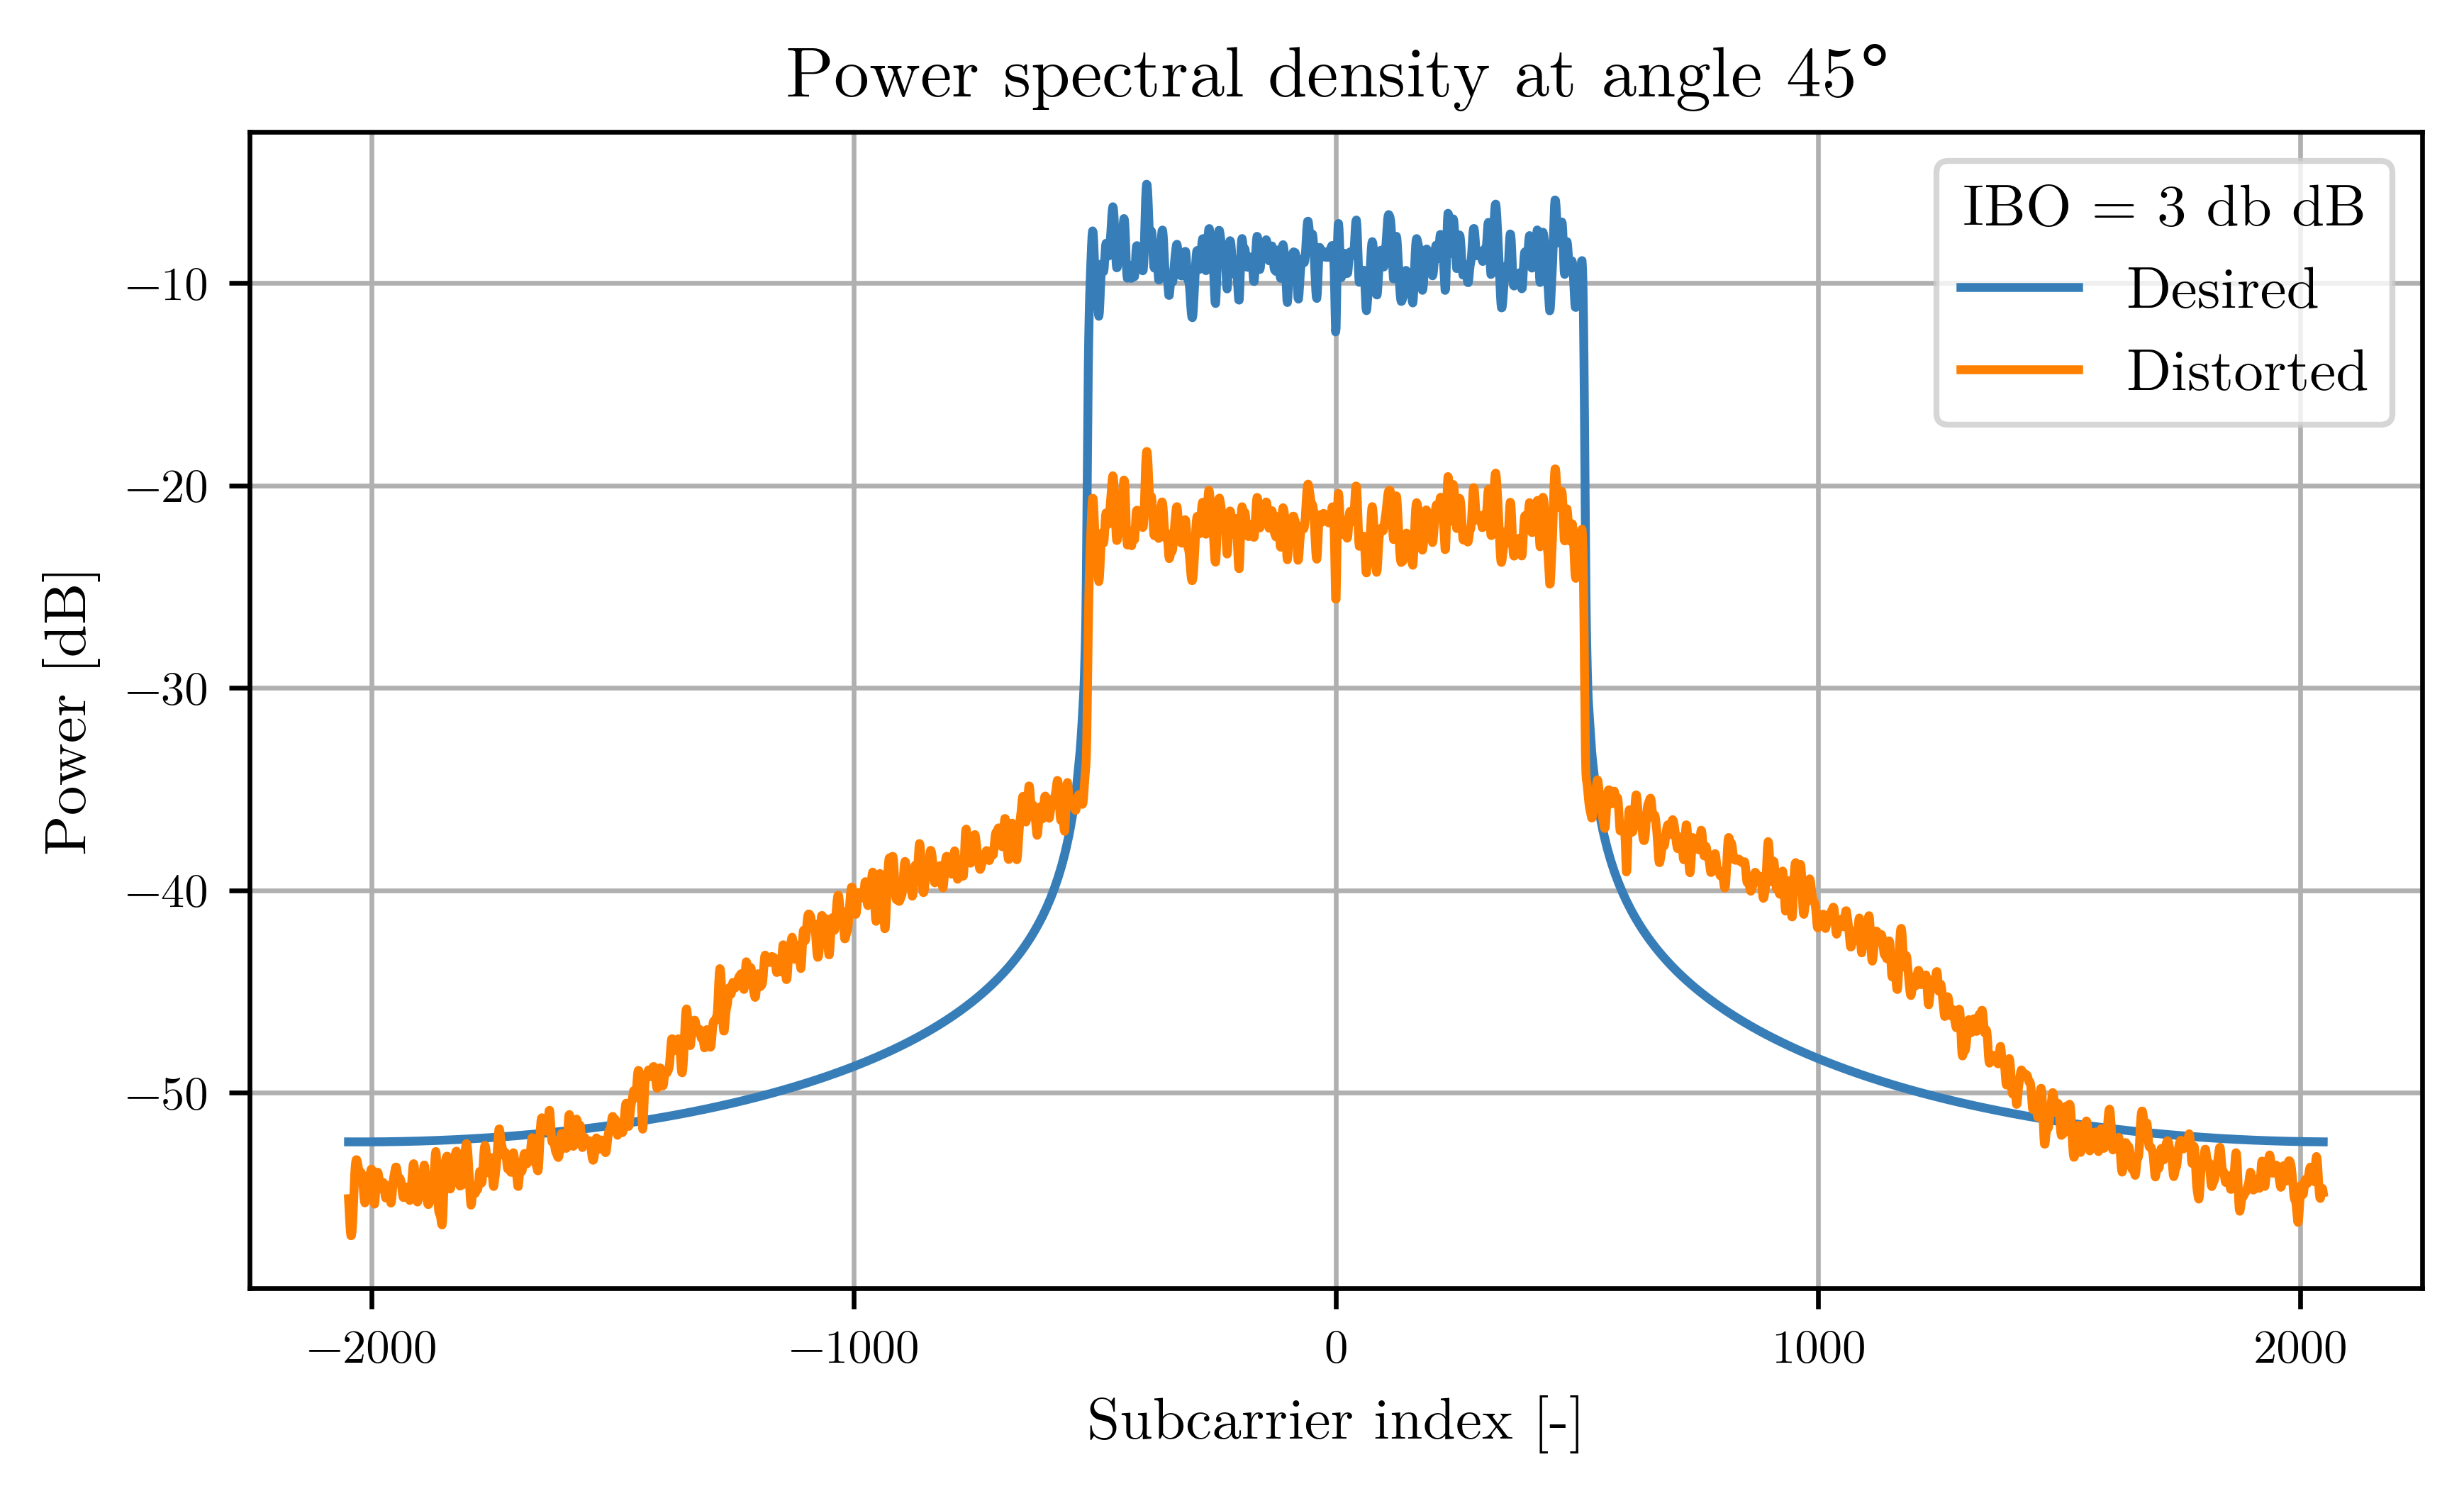 Power spectral density at angle 45°
IBO = 3 db dB
Desired
Distorted
Power [dB]
−10
−20
−30
−40
−50
−2000
−1000
0
1000
2000
Subcarrier index [-]